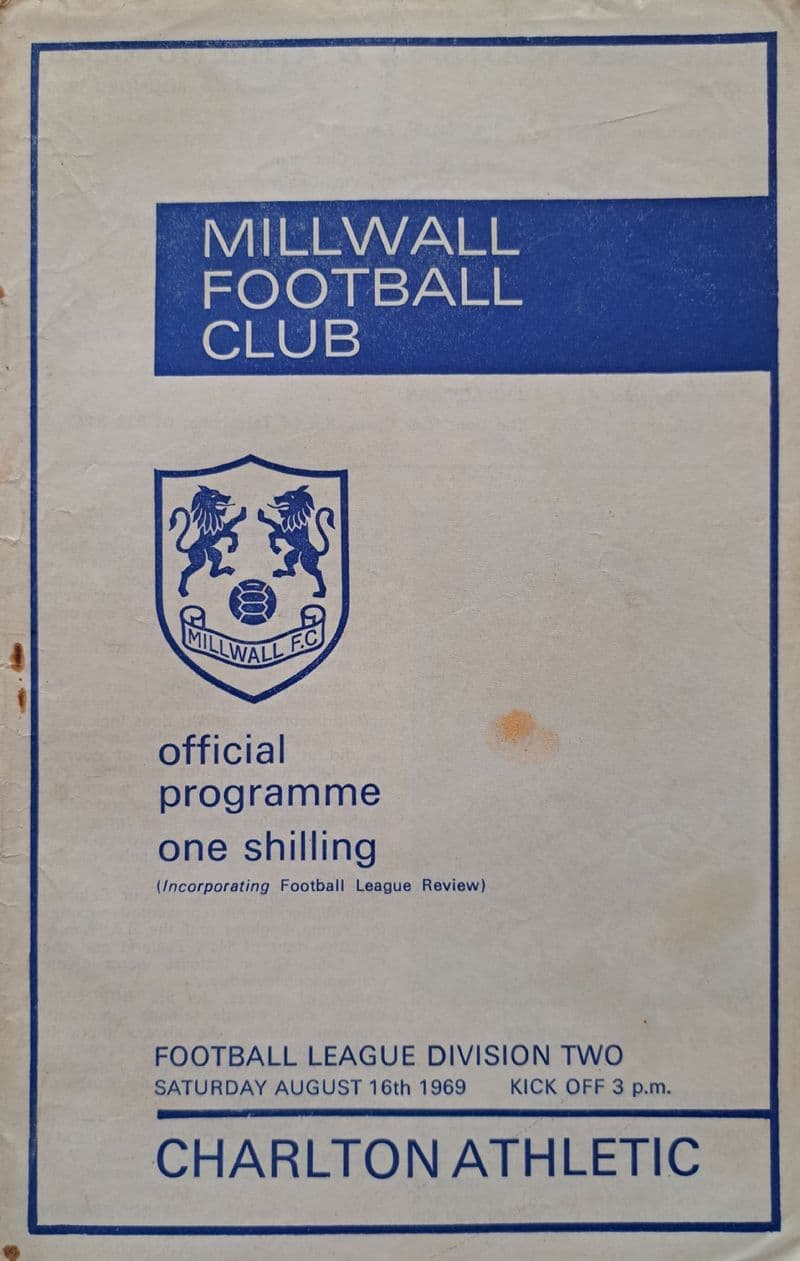 MILLWALL
FOOTBALL
CLUB
MILLWALL F.C
official
programme
one shilling
(Incorporating Football League Review)
FOOTBALL LEAGUE DIVISION TWO
SATURDAY AUGUST 16th 1969 KICK OFF 3 p.m.
CHARLTON ATHLETIC